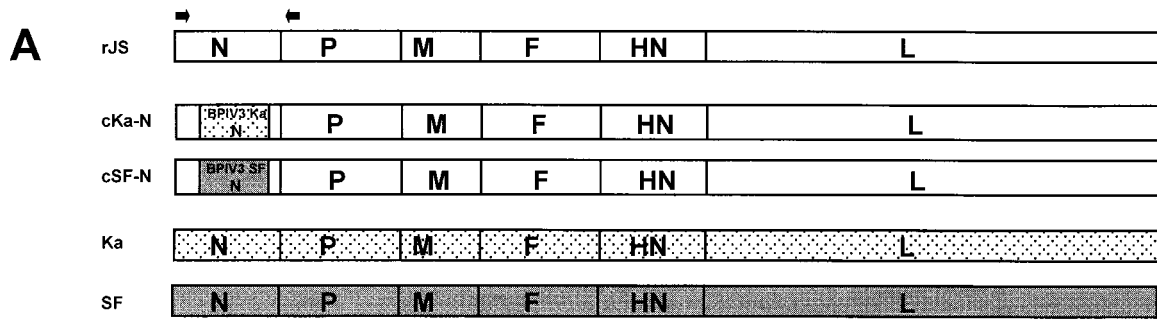 A
rJS N P M F HN L
BPIV3 Ka
cKa-N N P M F HN L
BPIV3 SF
cSF-N N P M F HN L
Ka N P M F HN L
SF N P M F HN L